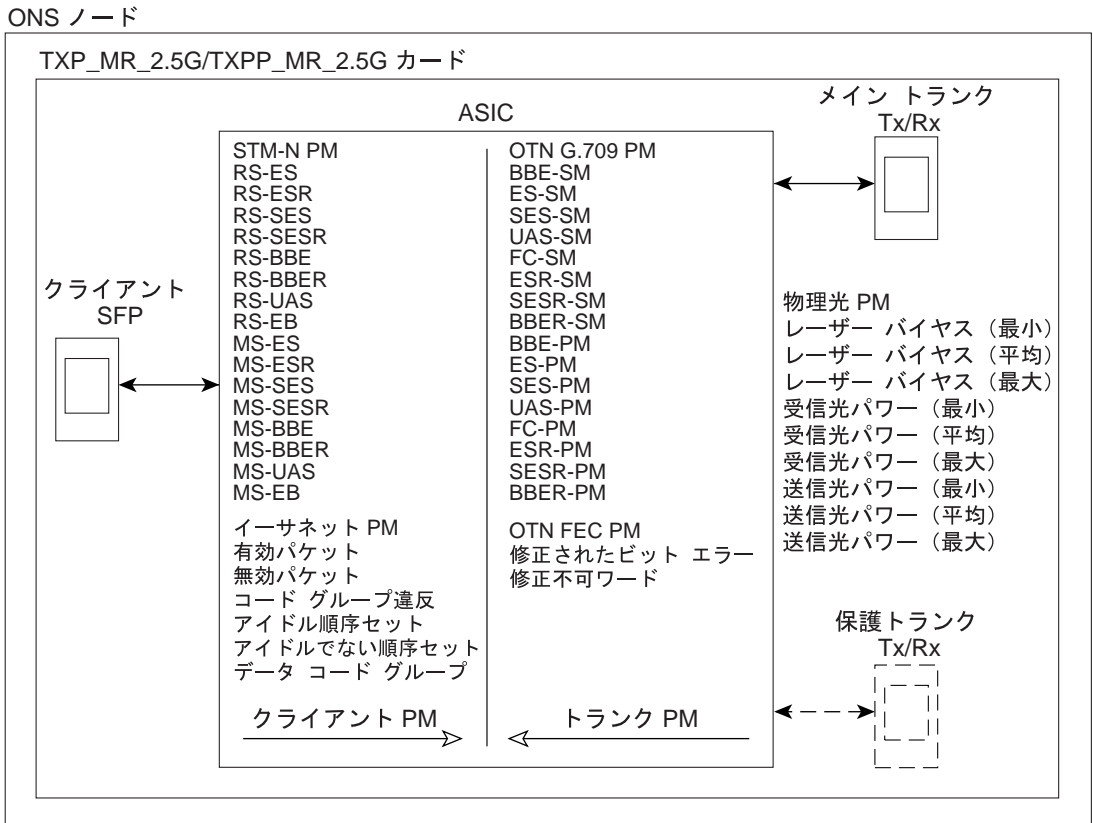 ONS ノード
TXP_MR_2.5G/TXPP_MR_2.5G カード
ASIC
メイン トランク
Tx/Rx
クライアント
SFP
STM-N PM
RS-ES
RS-ESR
RS-SES
RS-SESR
RS-BBE
RS-BBER
RS-UAS
RS-EB
MS-ES
MS-ESR
MS-SES
MS-SESR
MS-BBE
MS-BBER
MS-UAS
MS-EB
イーサネット PM
有効パケット
無効パケット
コード グループ違反
アイドル順序セット
アイドルでない順序セット
データ コード グループ
クライアント PM
OTN G.709 PM
BBE-SM
ES-SM
SES-SM
UAS-SM
FC-SM
ESR-SM
SESR-SM
BBER-SM
BBE-PM
ES-PM
SES-PM
UAS-PM
FC-PM
ESR-PM
SESR-PM
BBER-PM
OTN FEC PM
修正されたビット エラー
修正不可ワード
トランク PM
物理光 PM
レーザー バイヤス（最小）
レーザー バイヤス（平均）
レーザー バイヤス（最大）
受信光パワー（最小）
受信光パワー（平均）
受信光パワー（最大）
送信光パワー（最小）
送信光パワー（平均）
送信光パワー（最大）
保護トランク
Tx/Rx